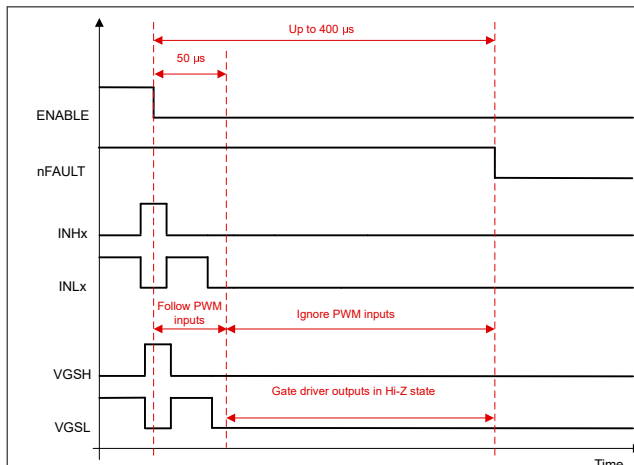 Up to 400 µs
50 µs
ENABLE
nFAULT
INHx
INLx
Follow PWM
inputs
Ignore PWM inputs
VGSH
Gate driver outputs in Hi-Z state
VGSL
Time